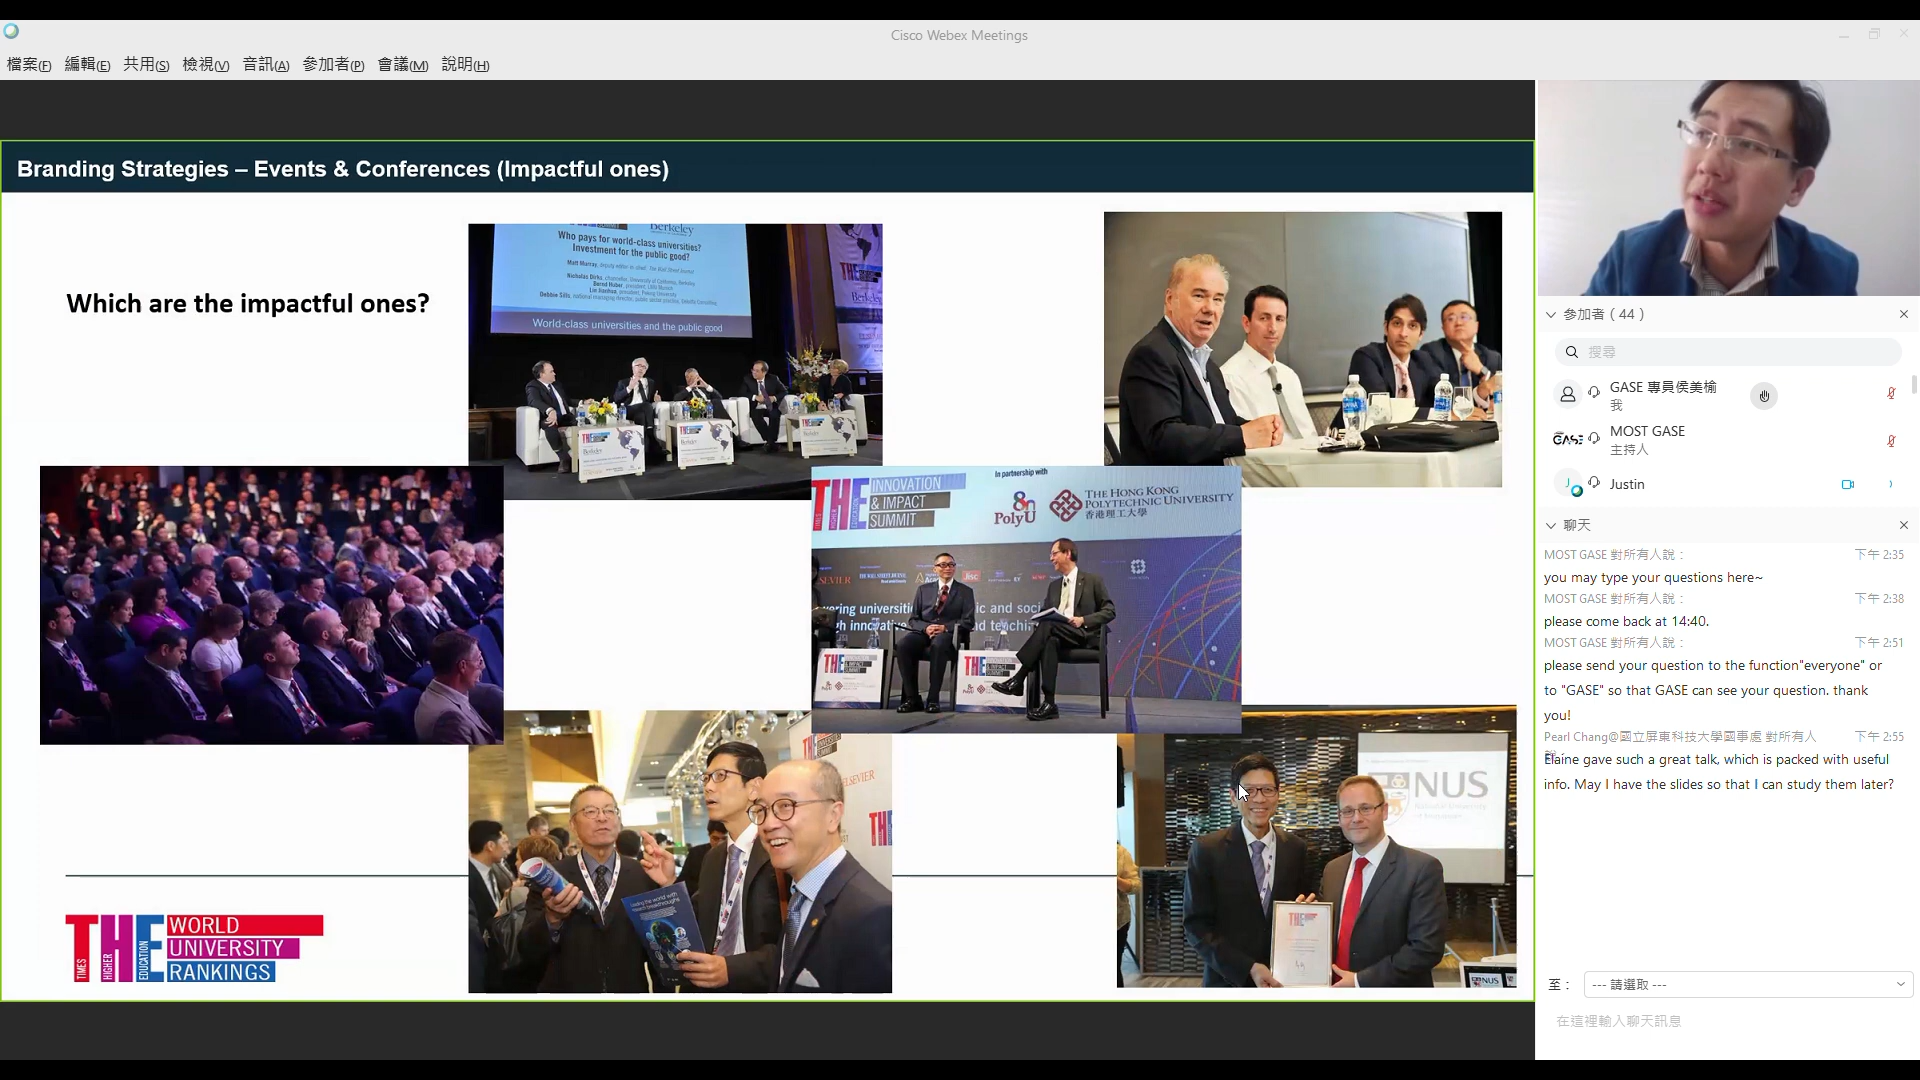 Cisco Webex Meetings
檔案(F) 編輯(E) 共用(S) 檢視(V) 音訊(A) 參加者(P) 會議(M) 說明(H)
Branding Strategies – Events & Conferences (Impactful ones)
Which are the impactful ones?
Berkeley
Who pays for world-class universities?
Investment for the public good?
World-class universities and the public good
THE INNOVATION
& IMPACT
SUMMIT
In partnership with
PolyU
THE HONG KONG
POLYTECHNIC UNIVERSITY
香港理工大學
NUS
THE
TIMES HIGHER EDUCATION
WORLD
UNIVERSITY
RANKINGS
參加者 ( 44 )
搜尋
GASE 專員侯美榆
我
MOST GASE
主持人
Justin
聊天
MOST GASE 對所有人說： 下午 2:35
you may type your questions here~
MOST GASE 對所有人說： 下午 2:38
please come back at 14:40.
MOST GASE 對所有人說： 下午 2:51
please send your question to the function"everyone" or
to "GASE" so that GASE can see your question. thank
you!
Pearl Chang@國立屏東科技大學國事處 對所有人 下午 2:55
Elaine gave such a great talk, which is packed with useful
info. May I have the slides so that I can study them later?
至： --- 請選取 ---
在這裡輸入聊天訊息